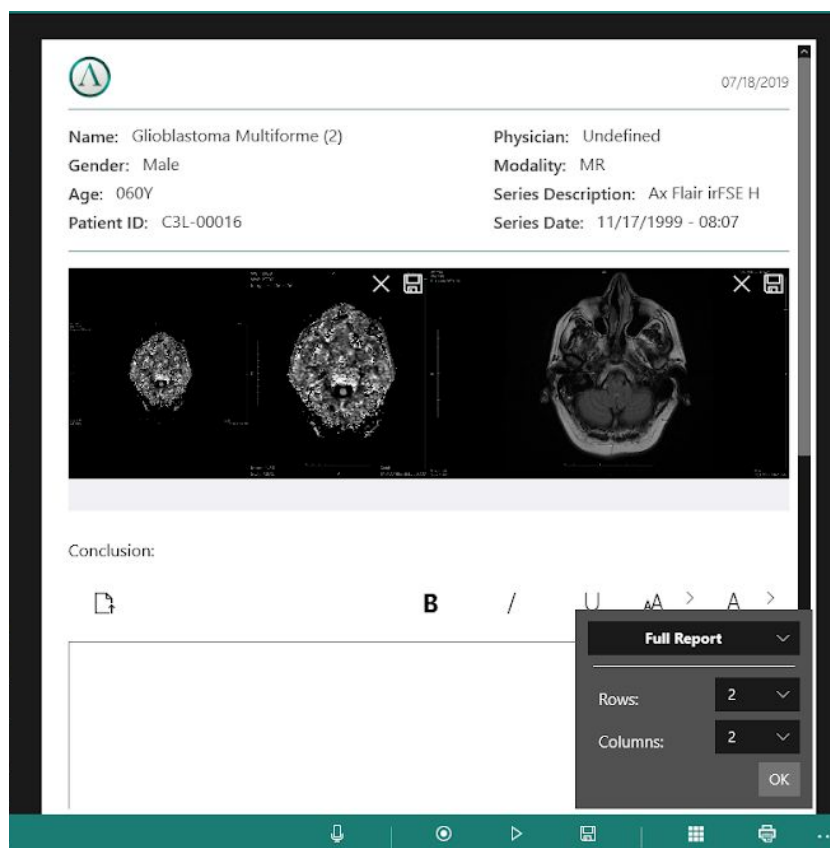 07/18/2019
Name: Glioblastoma Multiforme (2)
Physician: Undefined
Gender: Male
Modality: MR
Age: 060Y
Series Description: Ax Flair irFSE H
Patient ID: C3L-00016
Series Date: 11/17/1999 - 08:07
Conclusion:
B I U AA A
Full Report
Rows: 2
Columns: 2
OK